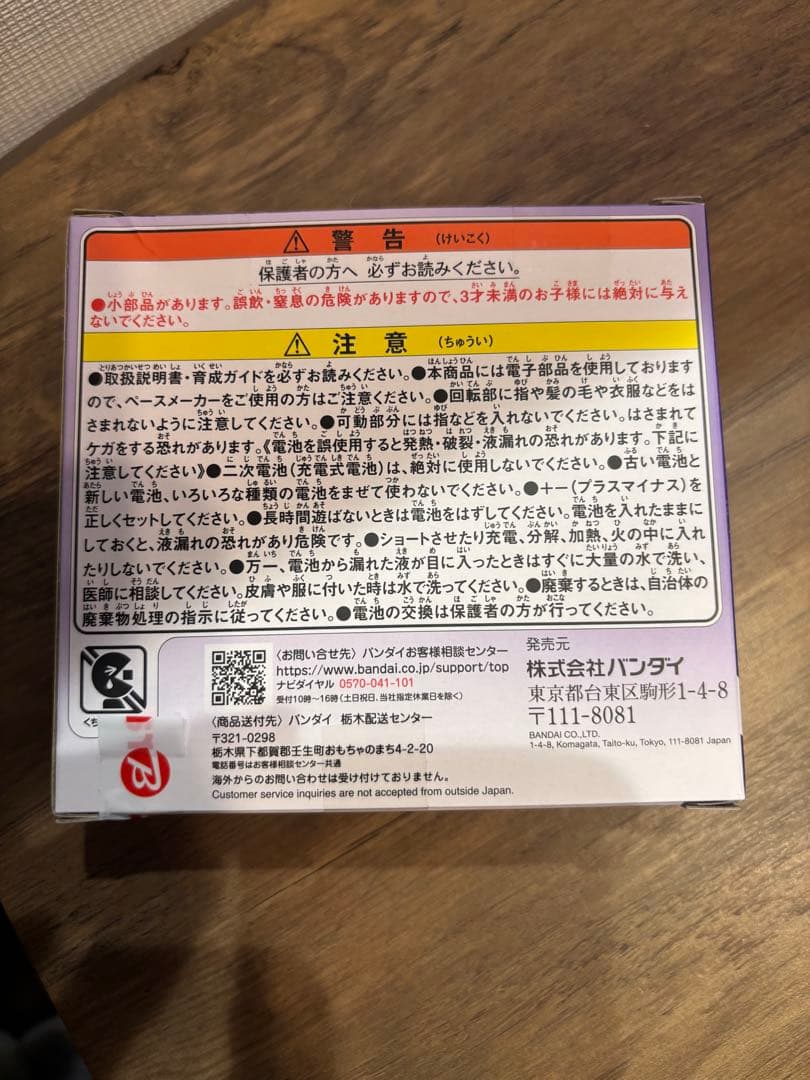 警告 (けいこく)
保護者の方へ 必ずお読みください。
●小部品があります。誤飲・窒息の危険がありますので、3才未満のお子様には絶対に与え
ないでください。
注意 (ちゅうい)
●取扱説明書・育成ガイドを必ずお読みください。●本商品には電子部品を使用しております
ので、ペースメーカーをご使用の方はご注意ください。●回転部に指や髪の毛や衣服などをは
さまれないように注意してください。●可動部分には指などを入れないでください。はさまれて
ケガをする恐れがあります。《電池を誤使用すると発熱・破裂・液漏れの恐れがあります。下記に
注意してください》●二次電池(充電式電池)は、絶対に使用しないでください。●古い電池と
新しい電池、いろいろな種類の電池をまぜて使わないでください。●+-(プラスマイナス)を
正しくセットしてください。●長時間遊ばないときは電池をはずしてください。電池を入れたままに
しておくと、液漏れの恐れがあり危険です。●ショートさせたり充電、分解、加熱、火の中に入れ
たりしないでください。●万一、電池から漏れた液が目に入ったときはすぐに大量の水で洗い、
医師に相談してください。皮膚や服に付いた時は水で洗ってください。●廃棄するときは、自治体の
廃棄物処理の指示に従ってください。●電池の交換は保護者の方が行ってください。
〈お問い合せ先〉バンダイお客様相談センター
https://www.bandai.co.jp/support/top
ナビダイヤル 0570-041-101
受付10時〜16時(土日祝日、当社指定休業日を除く)
〈商品送付先〉バンダイ 栃木配送センター
〒321-0298
栃木県下都賀郡壬生町おもちゃのまち4-2-20
電話番号はお客様相談センター共通
海外からのお問い合わせは受け付けておりません。
Customer service inquiries are not accepted from outside Japan.
発売元
株式会社バンダイ
東京都台東区駒形1-4-8
〒111-8081
BANDAI CO.,LTD.
1-4-8, Komagata, Taito-ku, Tokyo, 111-8081 Japan
くち
B